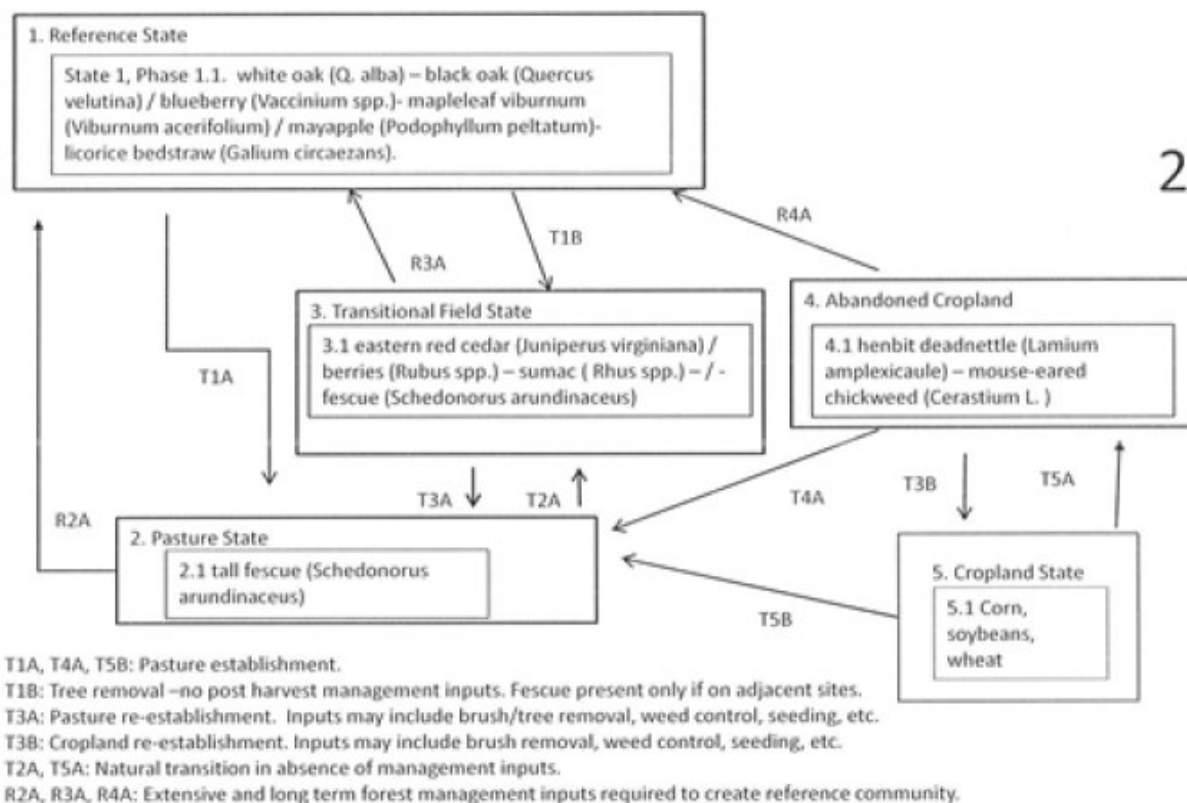 1. Reference State
State 1, Phase 1.1. white oak (Q. alba) – black oak (Quercus
velutina) / blueberry (Vaccinium spp.)- mapleleaf viburnum
(Viburnum acerifolium) / mayapple (Podophyllum peltatum)-
licorice bedstraw (Galium circaezans).
2
R4A
T1B
R3A
3. Transitional Field State
3.1 eastern red cedar (Juniperus virginiana) /
berries (Rubus spp.) – sumac ( Rhus spp.) – / -
fescue (Schedonorus arundinaceus)
4. Abandoned Cropland
4.1 henbit deadnettle (Lamium
amplexicaule) – mouse-eared
chickweed (Cerastium L. )
T1A
T3A
T2A
T4A
T3B
T5A
R2A
2. Pasture State
2.1 tall fescue (Schedonorus
arundinaceus)
5. Cropland State
5.1 Corn,
soybeans,
wheat
T5B
T1A, T4A, T5B: Pasture establishment.
T1B: Tree removal –no post harvest management inputs. Fescue present only if on adjacent sites.
T3A: Pasture re-establishment.  Inputs may include brush/tree removal, weed control, seeding, etc.
T3B: Cropland re-establishment. Inputs may include brush removal, weed control, seeding, etc.
T2A, T5A: Natural transition in absence of management inputs.
R2A, R3A, R4A: Extensive and long term forest management inputs required to create reference community.